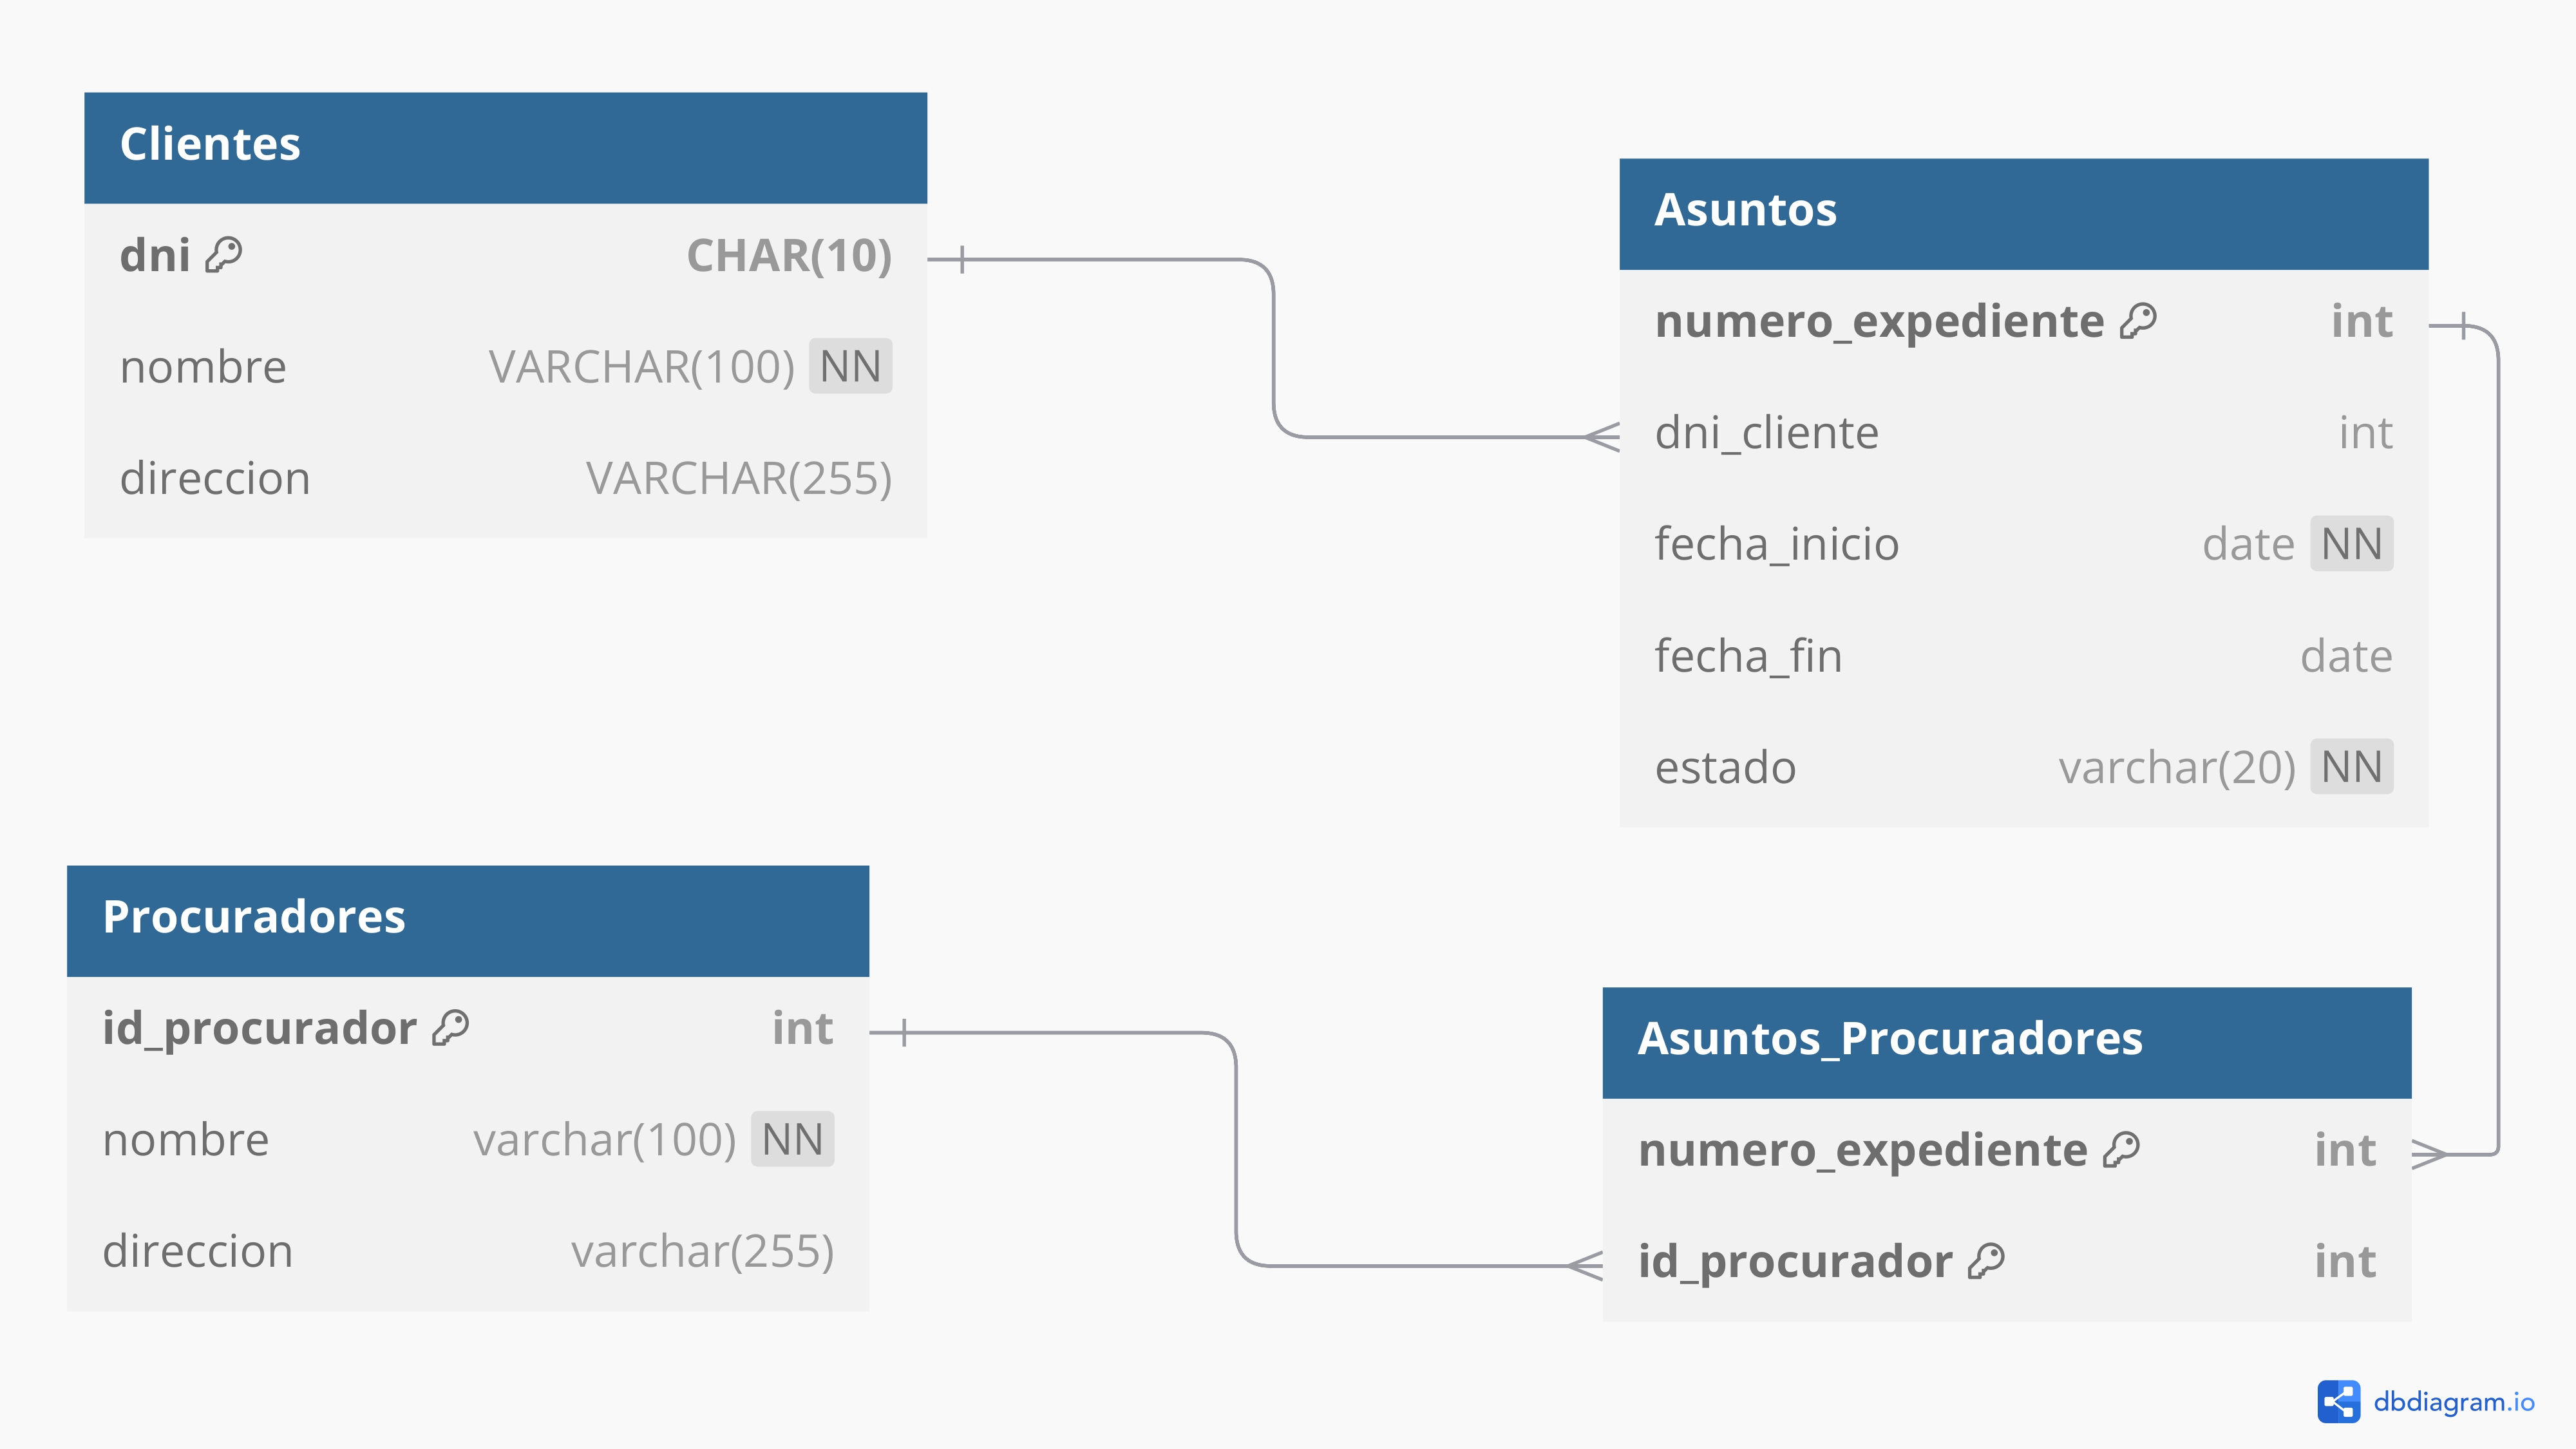 Clientes
dni CHAR(10)
nombre VARCHAR(100) NN
direccion VARCHAR(255)
Asuntos
numero_expediente int
dni_cliente int
fecha_inicio date NN
fecha_fin date
estado varchar(20) NN
Procuradores
id_procurador int
nombre varchar(100) NN
direccion varchar(255)
Asuntos_Procuradores
numero_expediente int
id_procurador int
dbdiagram.io